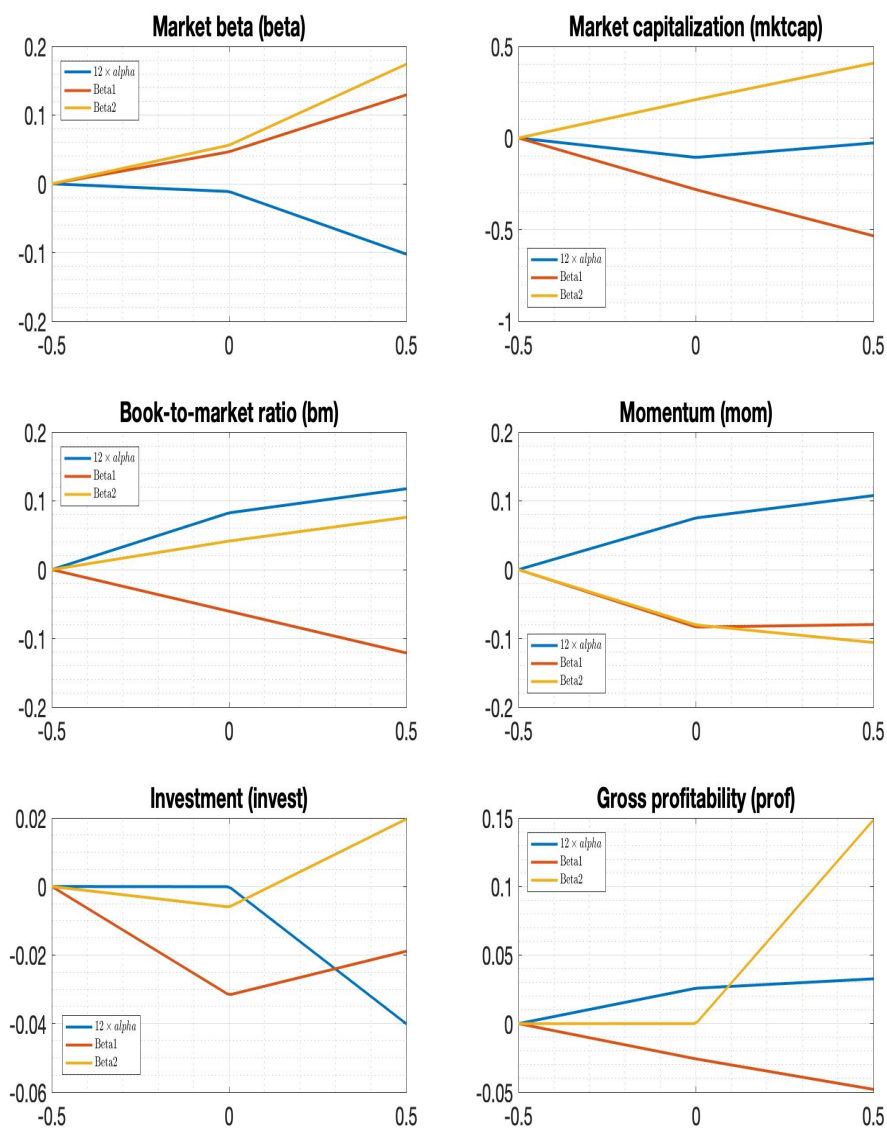 Market beta (beta)
0.2
0.1
0
-0.1
-0.2
12 × alpha
Beta1
Beta2
-0.5 0 0.5
Market capitalization (mktcap)
0.5
0
-0.5
-1
12 × alpha
Beta1
Beta2
-0.5 0 0.5
Book-to-market ratio (bm)
0.2
0.1
0
-0.1
-0.2
12 × alpha
Beta1
Beta2
-0.5 0 0.5
Momentum (mom)
0.2
0.1
0
-0.1
-0.2
12 × alpha
Beta1
Beta2
-0.5 0 0.5
Investment (invest)
0.02
0
-0.02
-0.04
-0.06
12 × alpha
Beta1
Beta2
-0.5 0 0.5
Gross profitability (prof)
0.15
0.1
0.05
0
-0.05
12 × alpha
Beta1
Beta2
-0.5 0 0.5